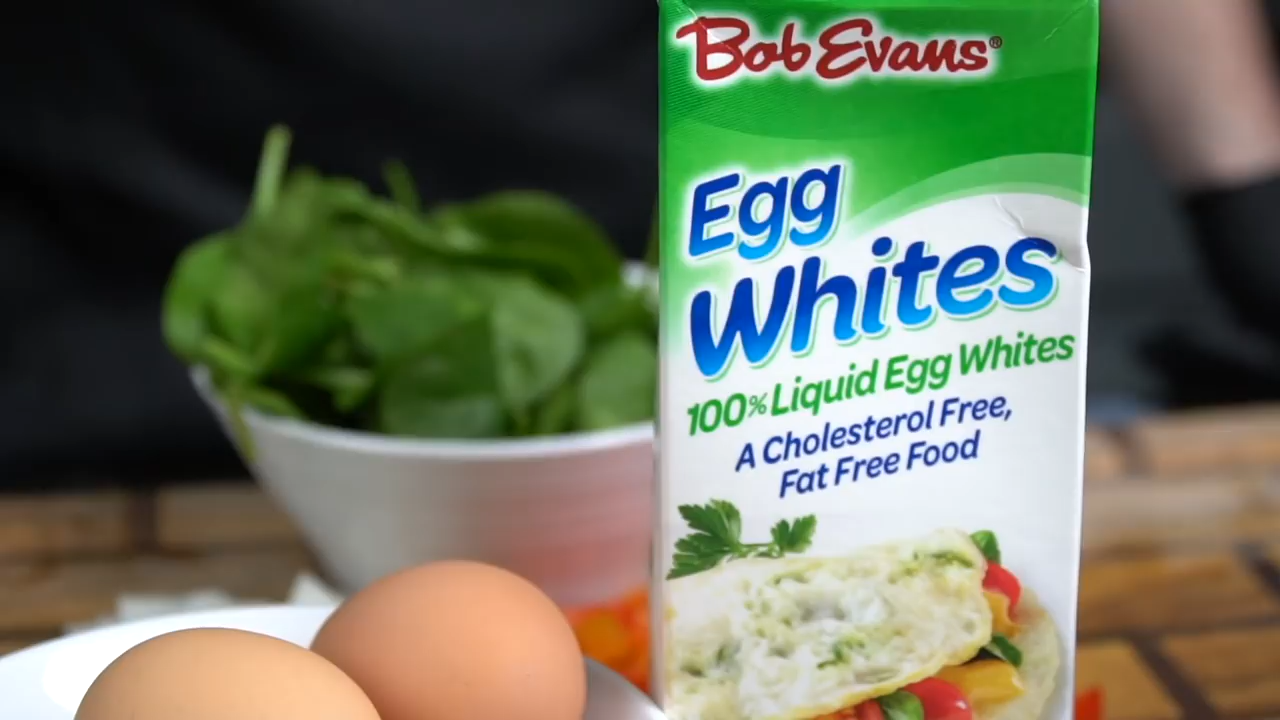 Bob Evans®
Egg
Whites
100% Liquid Egg Whites
A Cholesterol Free,
Fat Free Food